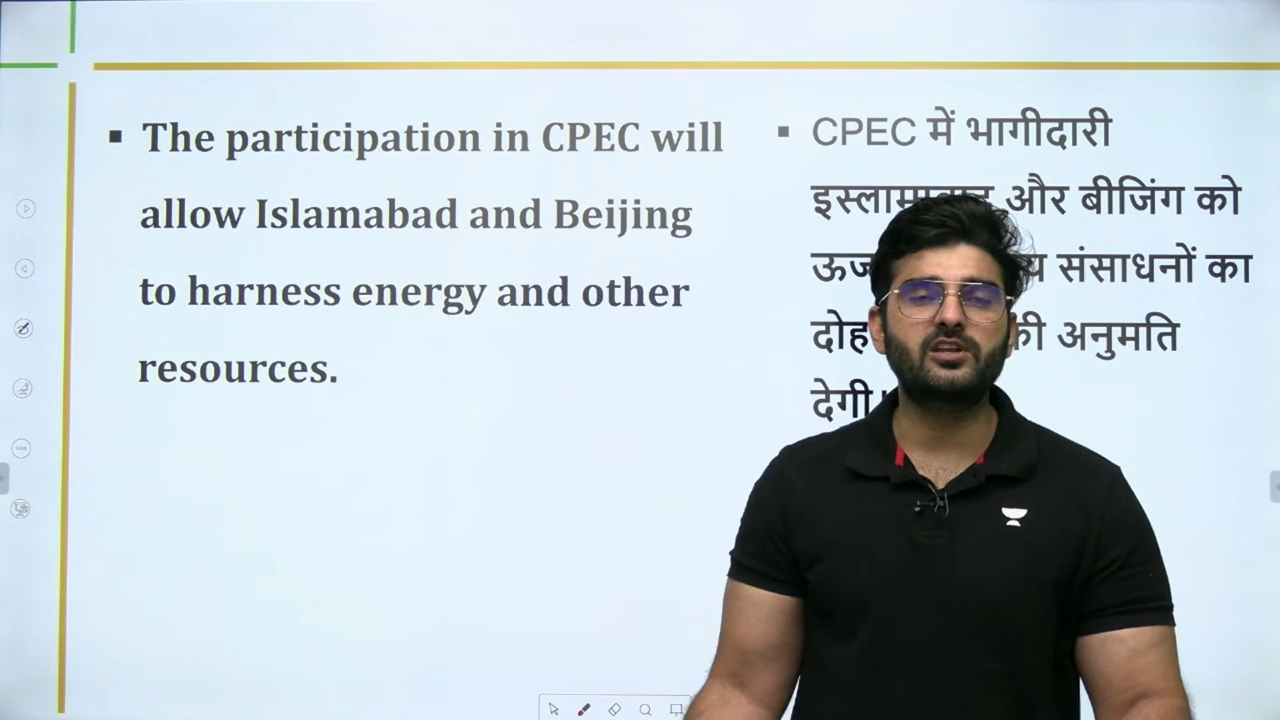 ▪ The participation in CPEC will
allow Islamabad and Beijing
to harness energy and other
resources.
▪ CPEC में भागीदारी
और बीजिंग को
संसाधनों का
की अनुमति
देगी